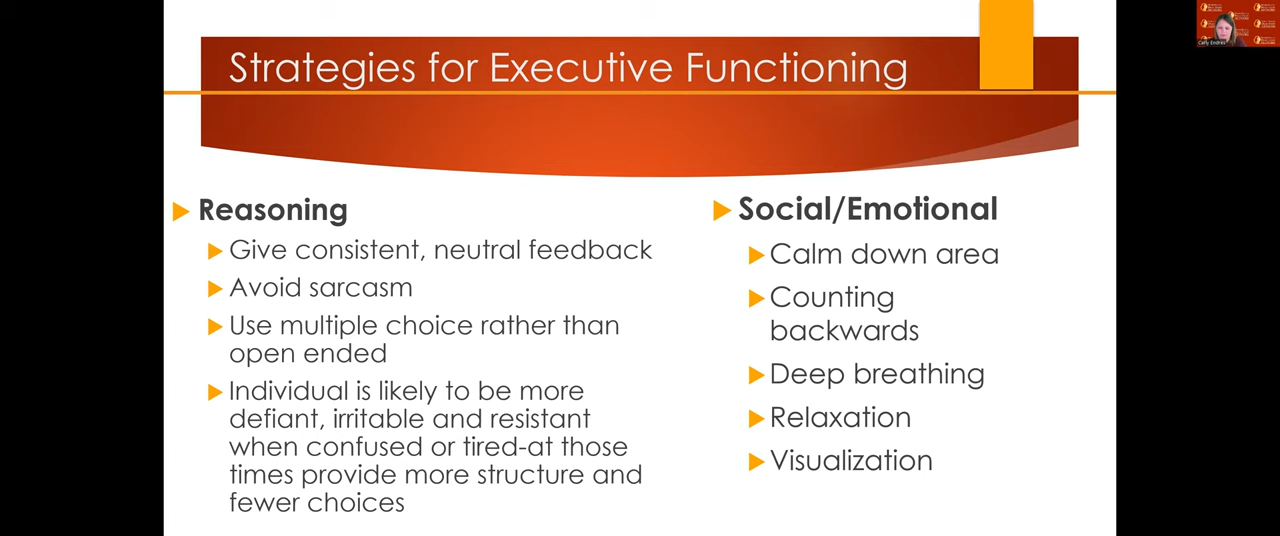 Strategies for Executive Functioning
Reasoning
Give consistent, neutral feedback
Avoid sarcasm
Use multiple choice rather than
open ended
Individual is likely to be more
defiant, irritable and resistant
when confused or tired-at those
times provide more structure and
fewer choices
Social/Emotional
Calm down area
Counting
backwards
Deep breathing
Relaxation
Visualization
Carly Endres